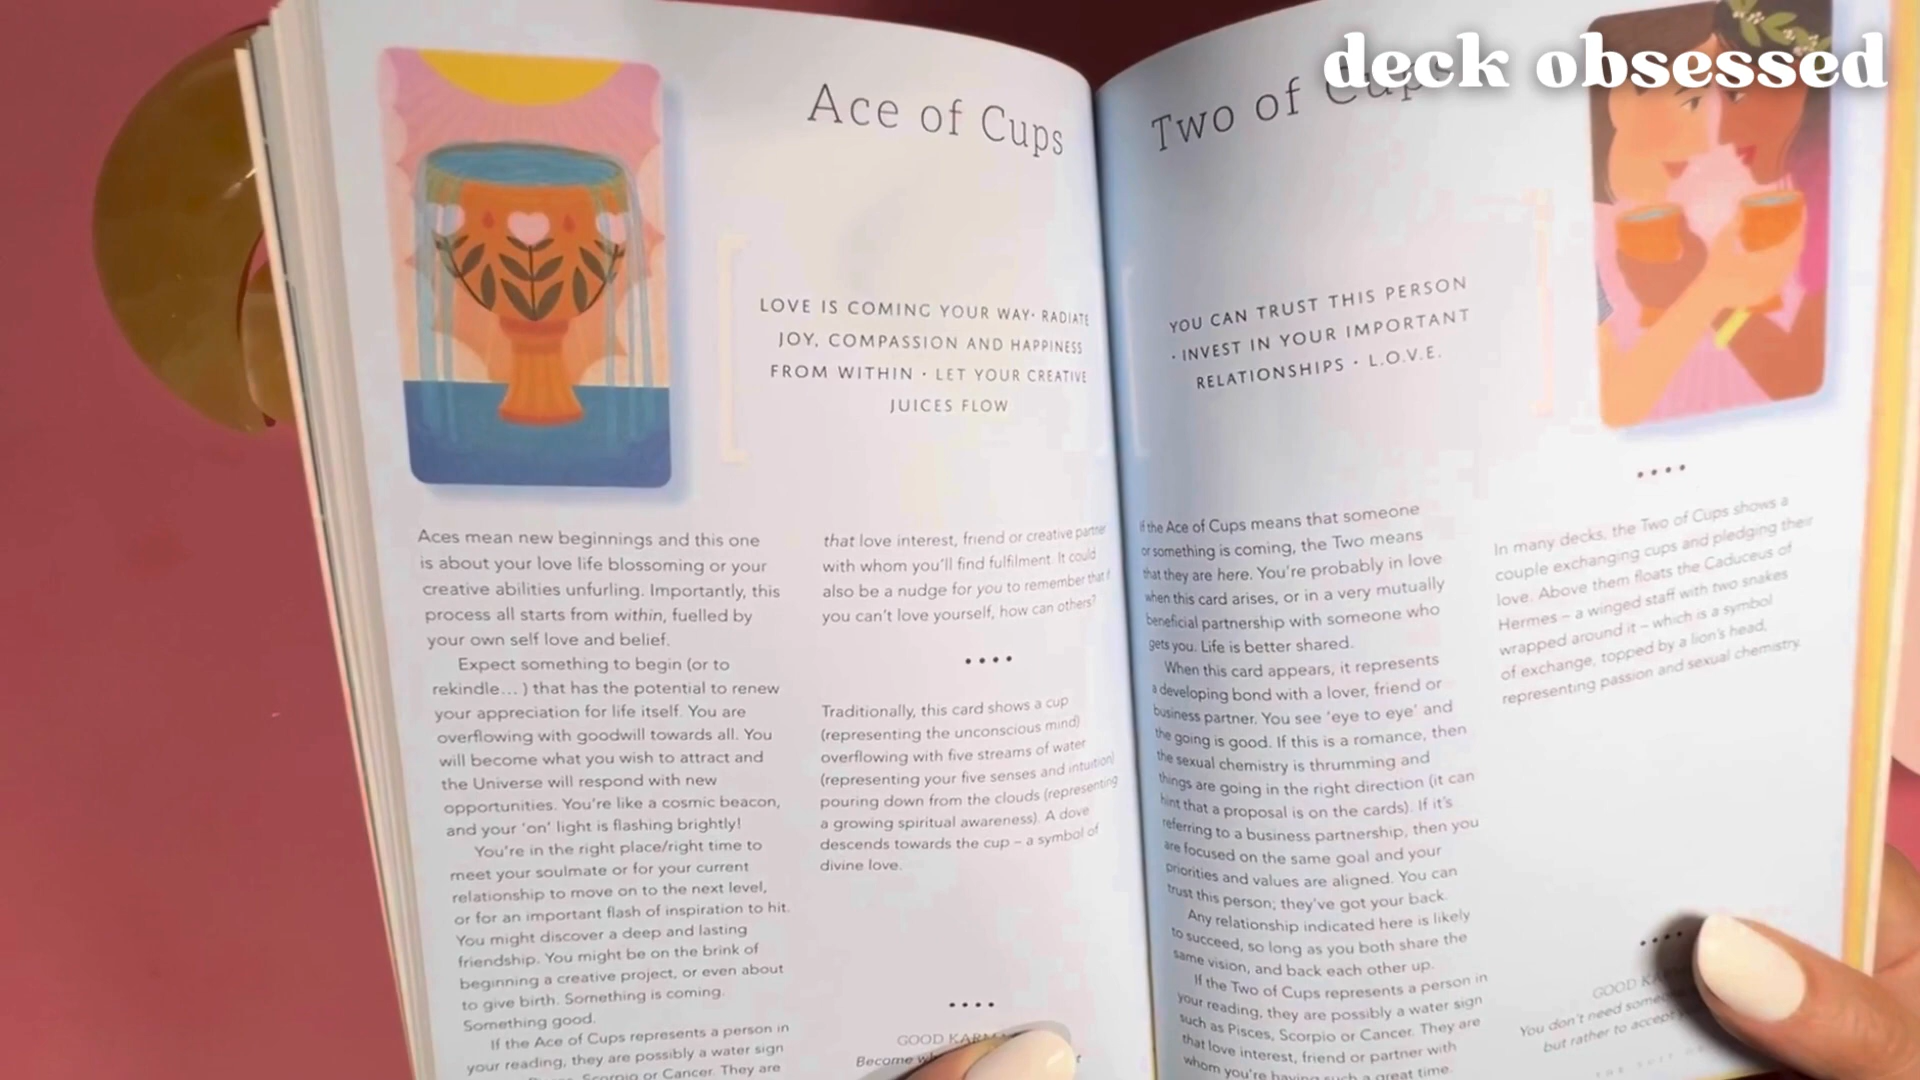 deck obsessed
Ace of Cups
LOVE IS COMING YOUR WAY· RADIATE
JOY, COMPASSION AND HAPPINESS
FROM WITHIN · LET YOUR CREATIVE
JUICES FLOW
Aces mean new beginnings and this one
is about your love life blossoming or your
creative abilities unfurling. Importantly, this
process all starts from within, fuelled by
your own self love and belief.
Expect something to begin (or to
rekindle... ) that has the potential to renew
your appreciation for life itself. You are
overflowing with goodwill towards all. You
will become what you wish to attract and
the Universe will respond with new
opportunities. You're like a cosmic beacon,
and your 'on' light is flashing brightly!
You're in the right place/right time to
meet your soulmate or for your current
relationship to move on to the next level,
or for an important flash of inspiration to hit.
You might discover a deep and lasting
friendship. You might be on the brink of
beginning a creative project, or even about
to give birth. Something is coming.
Something good.
If the Ace of Cups represents a person in
your reading, they are possibly a water sign
Scorpio or Cancer. They are
that love interest, friend or creative partner
with whom you'll find fulfilment. It could
also be a nudge for you to remember that if
you can't love yourself, how can others?
Traditionally, this card shows a cup
(representing the unconscious mind)
overflowing with five streams of water
(representing your five senses and intuition)
pouring down from the clouds (representing
a growing spiritual awareness). A dove
descends towards the cup – a symbol of
divine love.
GOOD KARMA
Become
Two of Cups
YOU CAN TRUST THIS PERSON
· INVEST IN YOUR IMPORTANT
RELATIONSHIPS · L.O.V.E.
If the Ace of Cups means that someone
or something is coming, the Two means
that they are here. You're probably in love
when this card arises, or in a very mutually
beneficial partnership with someone who
gets you. Life is better shared.
When this card appears, it represents
a developing bond with a lover, friend or
business partner. You see 'eye to eye' and
the going is good. If this is a romance, then
the sexual chemistry is thrumming and
things are going in the right direction (it can
hint that a proposal is on the cards). If it's
referring to a business partnership, then you
are focused on the same goal and your
priorities and values are aligned. You can
trust this person; they've got your back.
Any relationship indicated here is likely
to succeed, so long as you both share the
same vision, and back each other up.
If the Two of Cups represents a person in
your reading, they are possibly a water sign
such as Pisces, Scorpio or Cancer. They are
that love interest, friend or partner with
whom you're having such a great time.
In many decks, the Two of Cups shows a
couple exchanging cups and pledging their
love. Above them floats the Caduceus of
Hermes – a winged staff with two snakes
wrapped around it – which is a symbol
of exchange, topped by a lion's head,
representing passion and sexual chemistry.
GOOD KARMA
You don't need
but rather to accept